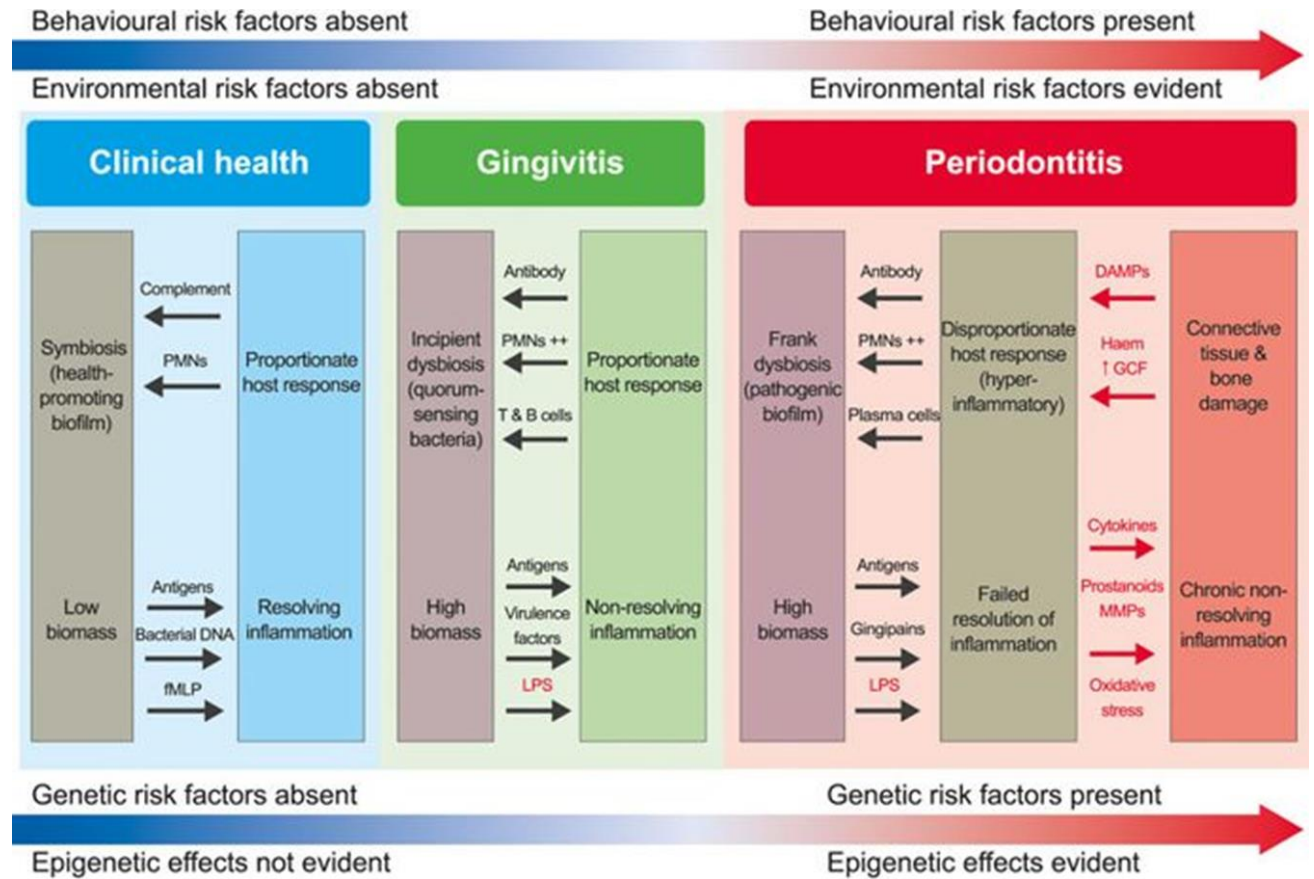 Behavioural risk factors absent
Behavioural risk factors present
Environmental risk factors absent
Environmental risk factors evident
Clinical health
Symbiosis
(health-
promoting
biofilm)
Low
biomass
Complement
PMNs
Antigens
Bacterial DNA
fMLP
Proportionate
host response
Resolving
inflammation
Gingivitis
Incipient
dysbiosis
(quorum-
sensing
bacteria)
High
biomass
Antibody
PMNs ++
T & B cells
Antigens
Virulence
factors
LPS
Proportionate
host response
Non-resolving
inflammation
Periodontitis
Frank
dysbiosis
(pathogenic
biofilm)
High
biomass
Antibody
PMNs ++
Plasma cells
Antigens
Gingipains
LPS
Disproportionate
host response
(hyper-
inflammatory)
Failed
resolution of
inflammation
DAMPs
Haem
↑ GCF
Cytokines
Prostanoids
MMPs
Oxidative
stress
Connective
tissue &
bone
damage
Chronic non-
resolving
inflammation
Genetic risk factors absent
Genetic risk factors present
Epigenetic effects not evident
Epigenetic effects evident